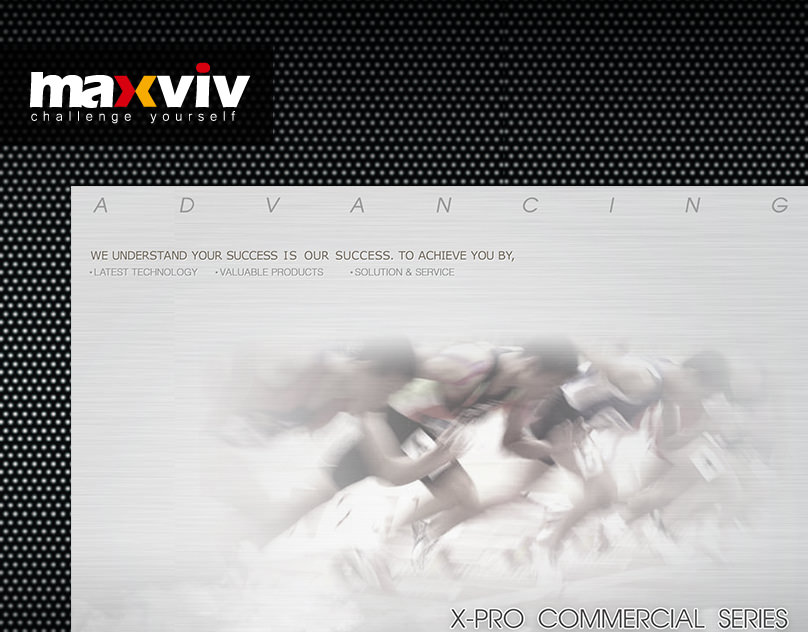 maxviv
challenge yourself
ADVANCING
WE UNDERSTAND YOUR SUCCESS IS OUR SUCCESS. TO ACHIEVE YOU BY,
•LATEST TECHNOLOGY •VALUABLE PRODUCTS •SOLUTION & SERVICE
X-PRO COMMERCIAL SERIES